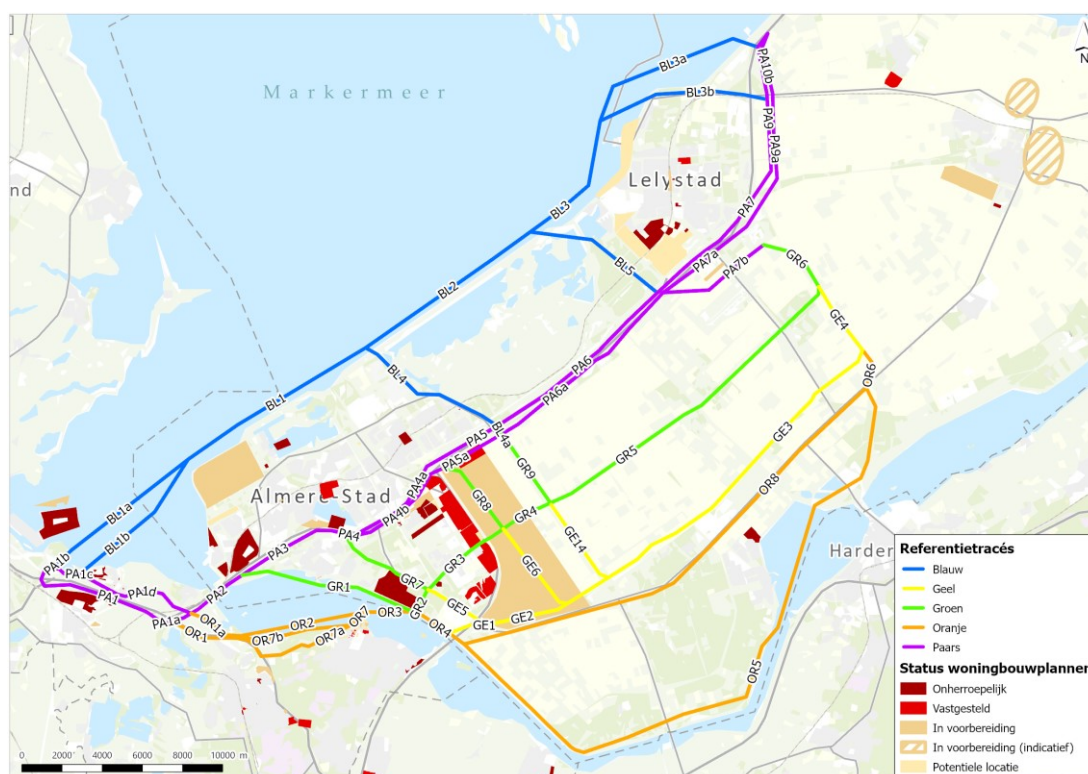 Markermeer
Lelystad
Almere Stad
Harder
nd
N
BL3a
PA10b
BL3b
PA9
PA9a
BL3
PA7
PA7a
PA7b
BL5
GR6
BL2
GE4
OR6
PA6
PA6a
BL4
BL1
PA5
BL4a
PA5a
GR9
GR5
GE3
PA4a
GR8
GR4
OR8
BL1a
BL1b
PA4b
PA4
PA3
GR3
GE14
PA1b
PA1c
PA1
PA1d
PA2
PA1a
GR1
GR7
GR2
GE6
GE5
OR1a
OR1
OR2
OR7
OR3
OR7b
OR7a
OR4
GE1
GE2
OR5
Referentietracés
Blauw
Geel
Groen
Oranje
Paars
Status woningbouwplannen
Onherroepelijk
Vastgesteld
In voorbereiding
In voorbereiding (indicatief)
Potentiele locatie
0 2000 4000 6000 8000 10000 m